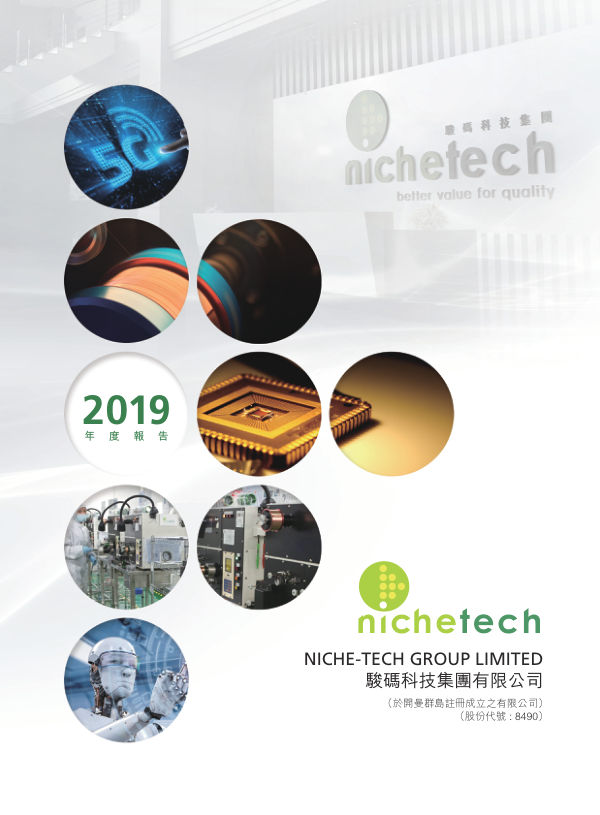 5G
駿碼科技集團
nichetech
better value for quality
2019
年度報告
nichetech
NICHE-TECH GROUP LIMITED
駿碼科技集團有限公司
（於開曼群島註冊成立之有限公司）
（股份代號 : 8490）